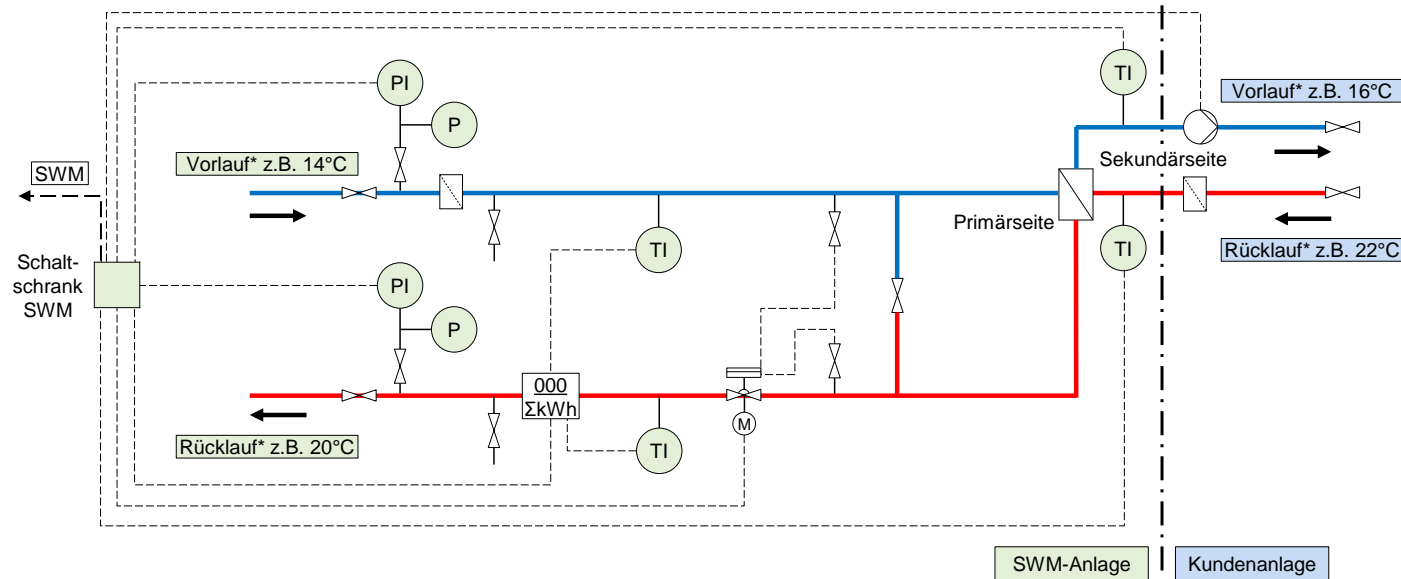 TI
PI
P
Vorlauf* z.B. 16°C
Vorlauf* z.B. 14°C
Sekundärseite
SWM
Primärseite
TI
TI
Rücklauf* z.B. 22°C
Schalt-
schrank
SWM
PI
P
000
ΣkWh
M
Rücklauf* z.B. 20°C
TI
SWM-Anlage
Kundenanlage